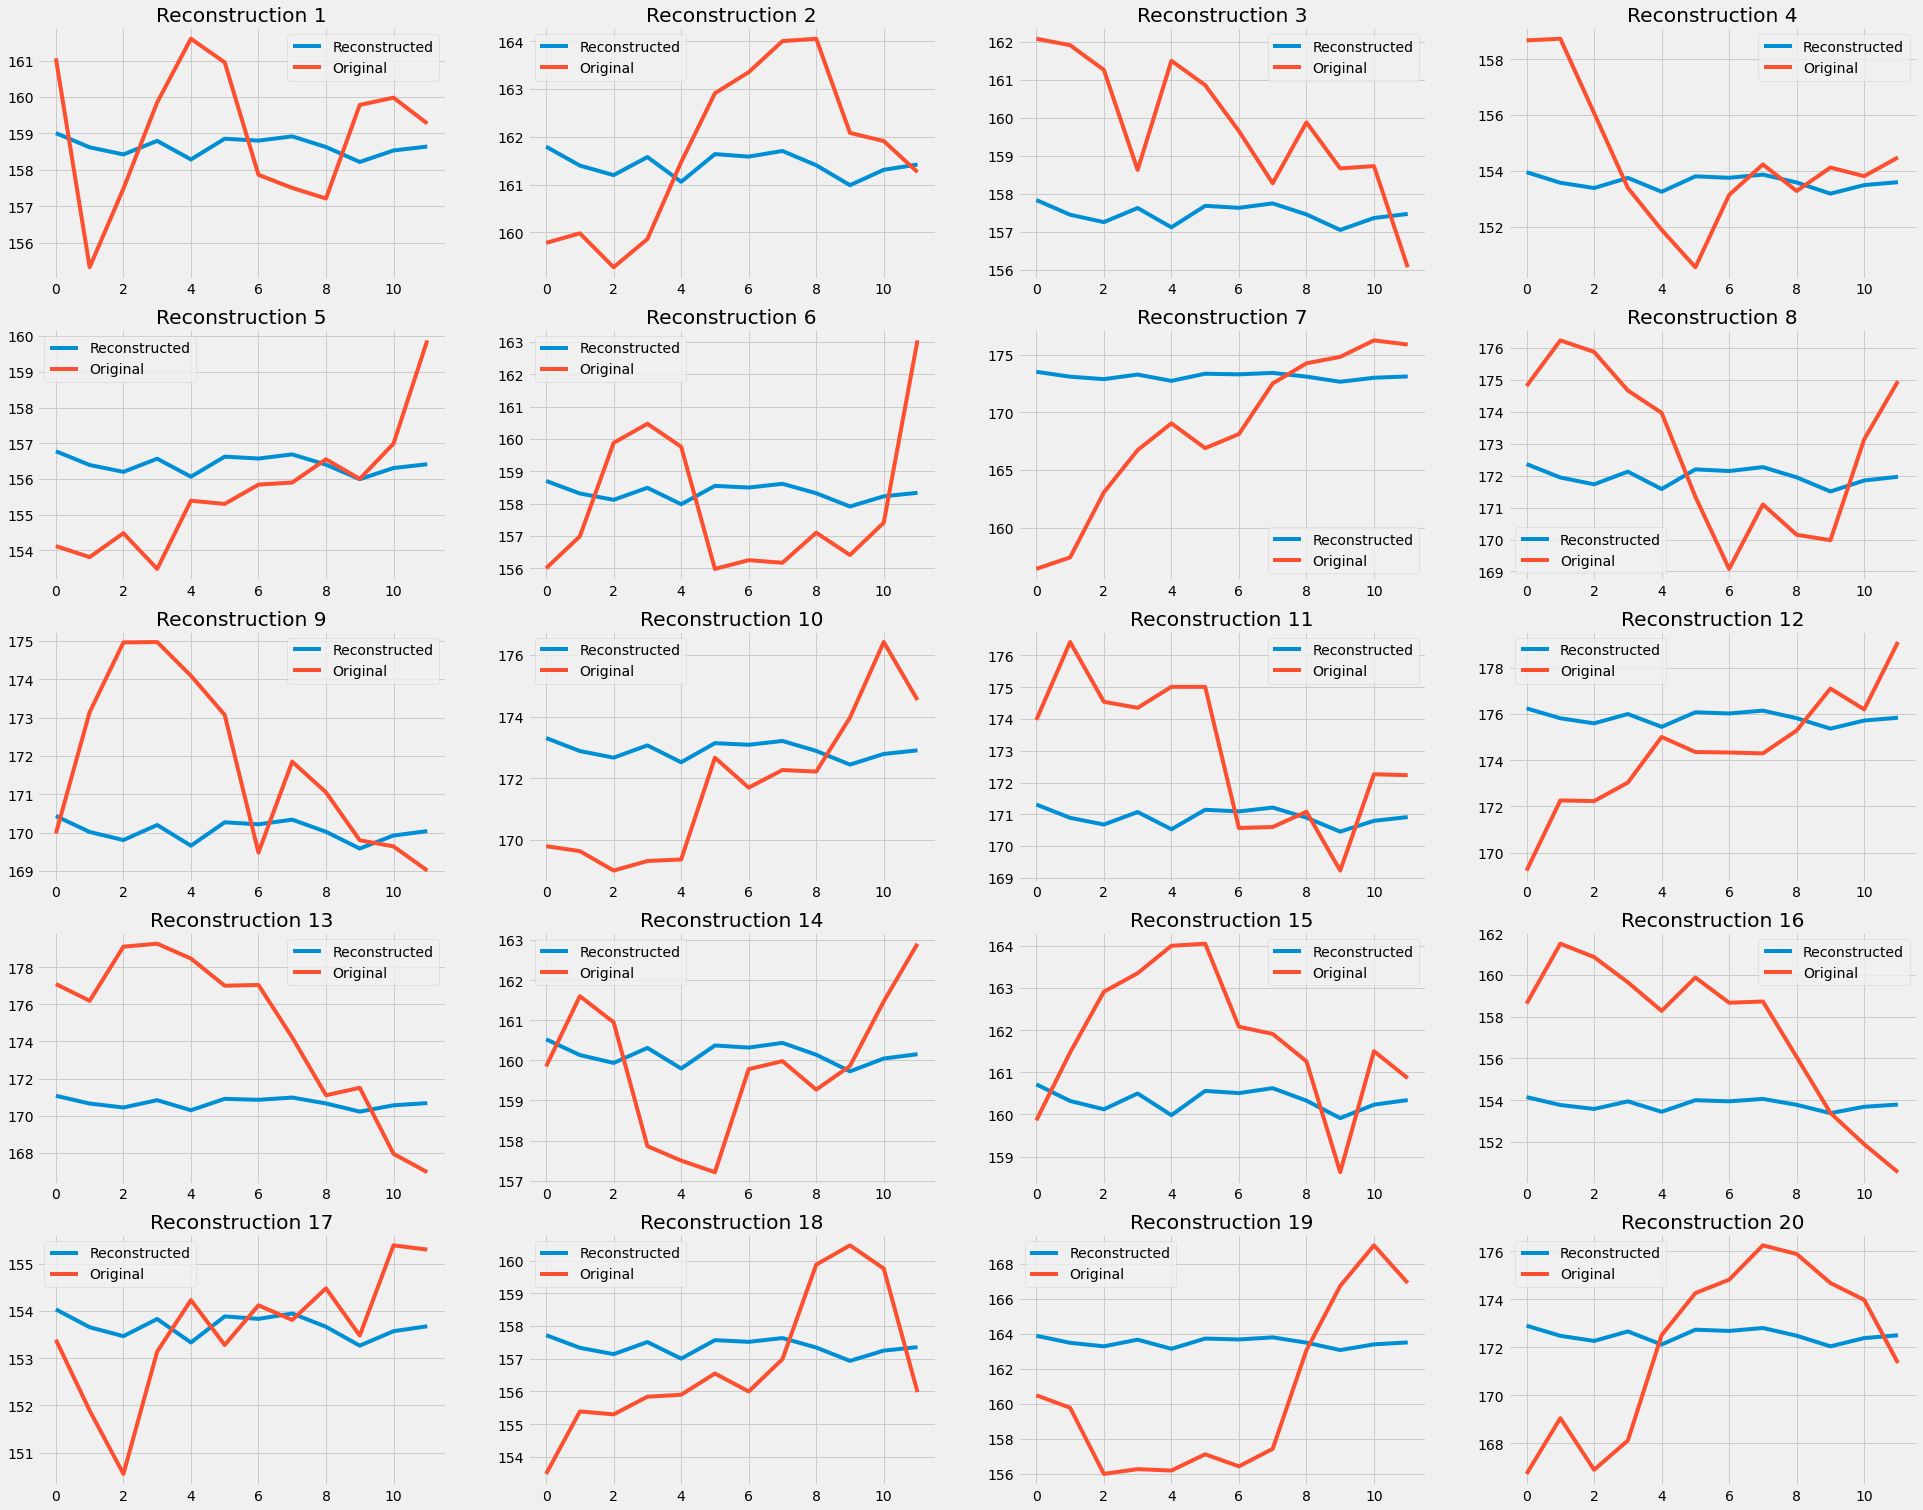 Reconstruction 1
Reconstructed
Original
161
160
159
158
157
156
0 2 4 6 8 10
Reconstruction 2
Reconstructed
Original
164
163
162
161
160
0 2 4 6 8 10
Reconstruction 3
Reconstructed
Original
162
161
160
159
158
157
156
0 2 4 6 8 10
Reconstruction 4
Reconstructed
Original
158
156
154
152
0 2 4 6 8 10
Reconstruction 5
Reconstructed
Original
160
159
158
157
156
155
154
0 2 4 6 8 10
Reconstruction 6
Reconstructed
Original
163
162
161
160
159
158
157
156
0 2 4 6 8 10
Reconstruction 7
175
170
165
160
Reconstructed
Original
0 2 4 6 8 10
Reconstruction 8
176
175
174
173
172
171
170
169
Reconstructed
Original
0 2 4 6 8 10
Reconstruction 9
Reconstructed
Original
175
174
173
172
171
170
169
0 2 4 6 8 10
Reconstruction 10
Reconstructed
Original
176
174
172
170
0 2 4 6 8 10
Reconstruction 11
Reconstructed
Original
176
175
174
173
172
171
170
169
0 2 4 6 8 10
Reconstruction 12
Reconstructed
Original
178
176
174
172
170
0 2 4 6 8 10
Reconstruction 13
Reconstructed
Original
178
176
174
172
170
168
0 2 4 6 8 10
Reconstruction 14
Reconstructed
Original
163
162
161
160
159
158
157
0 2 4 6 8 10
Reconstruction 15
Reconstructed
Original
164
163
162
161
160
159
0 2 4 6 8 10
Reconstruction 16
Reconstructed
Original
162
160
158
156
154
152
0 2 4 6 8 10
Reconstruction 17
Reconstructed
Original
155
154
153
152
151
0 2 4 6 8 10
Reconstruction 18
Reconstructed
Original
160
159
158
157
156
155
154
0 2 4 6 8 10
Reconstruction 19
Reconstructed
Original
168
166
164
162
160
158
156
0 2 4 6 8 10
Reconstruction 20
Reconstructed
Original
176
174
172
170
168
0 2 4 6 8 10